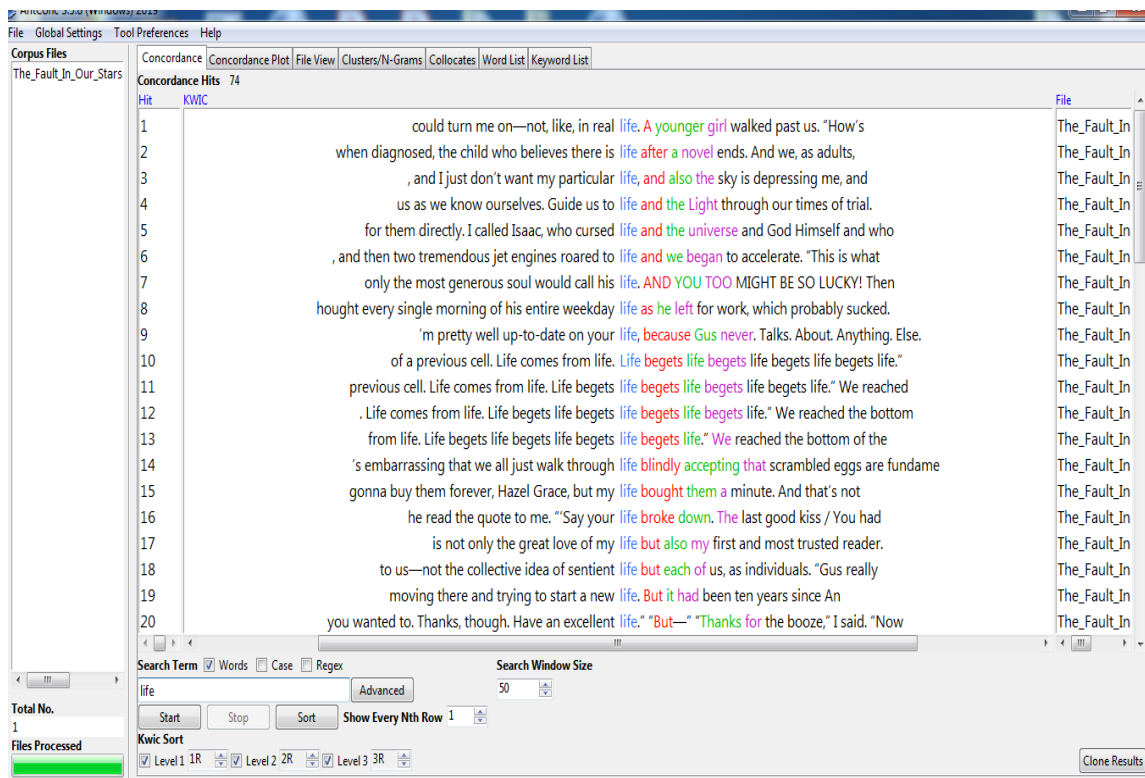 AntConc 3.5.8 (Windows) 2019
File Global Settings Tool Preferences Help
Corpus Files
The_Fault_In_Our_Stars
Total No.
1
Files Processed
Concordance Concordance Plot File View Clusters/N-Grams Collocates Word List Keyword List
Concordance Hits 74
Hit KWIC File
1 could turn me on—not, like, in real life. A younger girl walked past us. “How’s The_Fault_In
2 when diagnosed, the child who believes there is life after a novel ends. And we, as adults, The_Fault_In
3 , and I just don’t want my particular life, and also the sky is depressing me, and The_Fault_In
4 us as we know ourselves. Guide us to life and the Light through our times of trial. The_Fault_In
5 for them directly. I called Isaac, who cursed life and the universe and God Himself and who The_Fault_In
6 , and then two tremendous jet engines roared to life and we began to accelerate. “This is what The_Fault_In
7 only the most generous soul would call his life. AND YOU TOO MIGHT BE SO LUCKY! Then The_Fault_In
8 hought every single morning of his entire weekday life as he left for work, which probably sucked. The_Fault_In
9 ’m pretty well up-to-date on your life, because Gus never. Talks. About. Anything. Else. The_Fault_In
10 of a previous cell. Life comes from life. Life begets life begets life begets life begets life.” The_Fault_In
11 previous cell. Life comes from life. Life begets life begets life begets life begets life.” We reached The_Fault_In
12 . Life comes from life. Life begets life begets life begets life begets life.” We reached the bottom The_Fault_In
13 from life. Life begets life begets life begets life begets life.” We reached the bottom of the The_Fault_In
14 ’s embarrassing that we all just walk through life blindly accepting that scrambled eggs are fundame The_Fault_In
15 gonna buy them forever, Hazel Grace, but my life bought them a minute. And that’s not The_Fault_In
16 he read the quote to me. “‘Say your life broke down. The last good kiss / You had The_Fault_In
17 is not only the great love of my life but also my first and most trusted reader. The_Fault_In
18 to us—not the collective idea of sentient life but each of us, as individuals. “Gus really The_Fault_In
19 moving there and trying to start a new life. But it had been ten years since An The_Fault_In
20 you wanted to. Thanks, though. Have an excellent life.” “But—” “Thanks for the booze,” I said. “Now The_Fault_In
Search Term Words Case Regex Search Window Size
life Advanced 50
Start Stop Sort Show Every Nth Row 1
Kwic Sort
Level 1 1R Level 2 2R Level 3 3R Clone Results